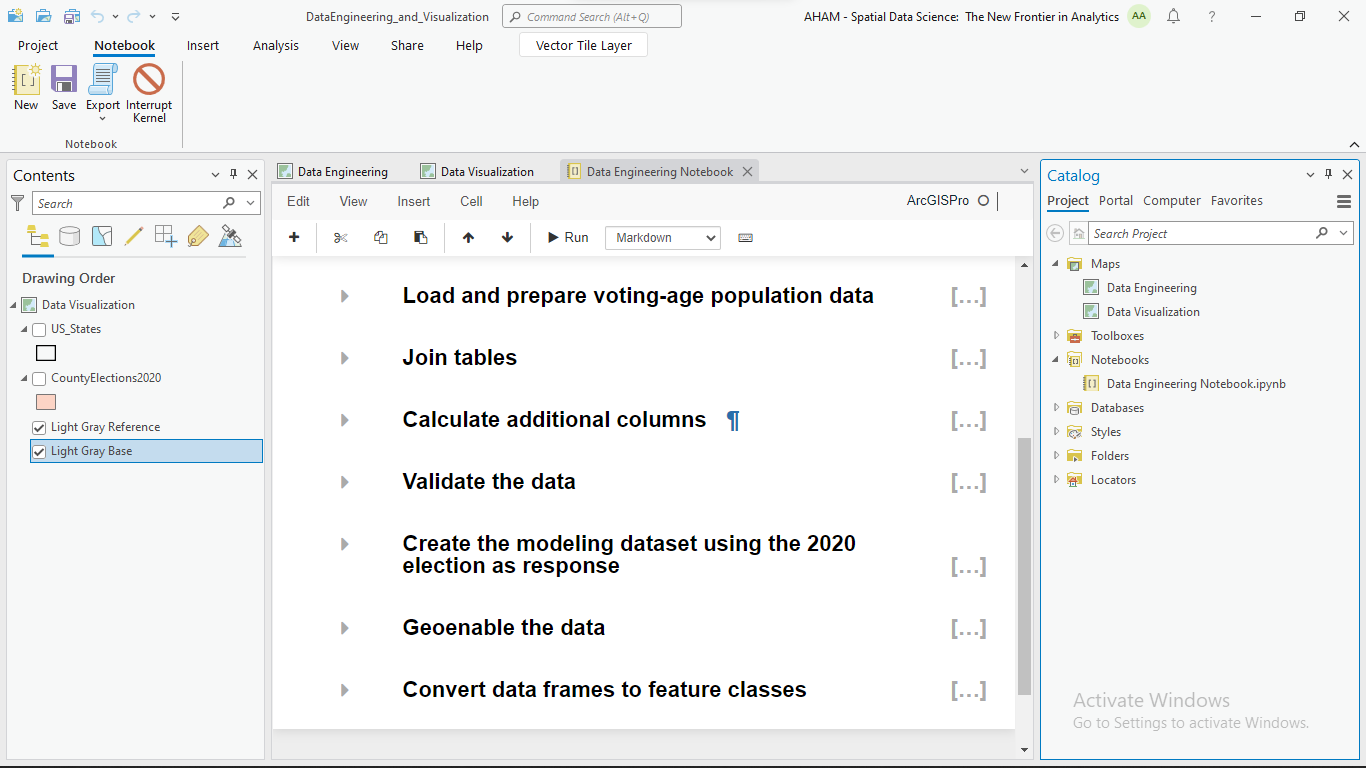 DataEngineering_and_Visualization
Command Search (Alt+Q)
AHAM - Spatial Data Science: The New Frontier in Analytics
AA
?
Project
Notebook
Insert
Analysis
View
Share
Help
Vector Tile Layer
New
Save
Export
Interrupt
Kernel
Notebook
Contents
Search
Drawing Order
Data Visualization
US_States
CountyElections2020
Light Gray Reference
Light Gray Base
Data Engineering
Data Visualization
Data Engineering Notebook
Edit
View
Insert
Cell
Help
ArcGISPro
Run
Markdown
Load and prepare voting-age population data
[...]
Join tables
[...]
Calculate additional columns ¶
[...]
Validate the data
[...]
Create the modeling dataset using the 2020
election as response
[...]
Geoenable the data
[...]
Convert data frames to feature classes
[...]
Catalog
Project
Portal
Computer
Favorites
Search Project
Maps
Data Engineering
Data Visualization
Toolboxes
Notebooks
Data Engineering Notebook.ipynb
Databases
Styles
Folders
Locators
Activate Windows
Go to Settings to activate Windows.